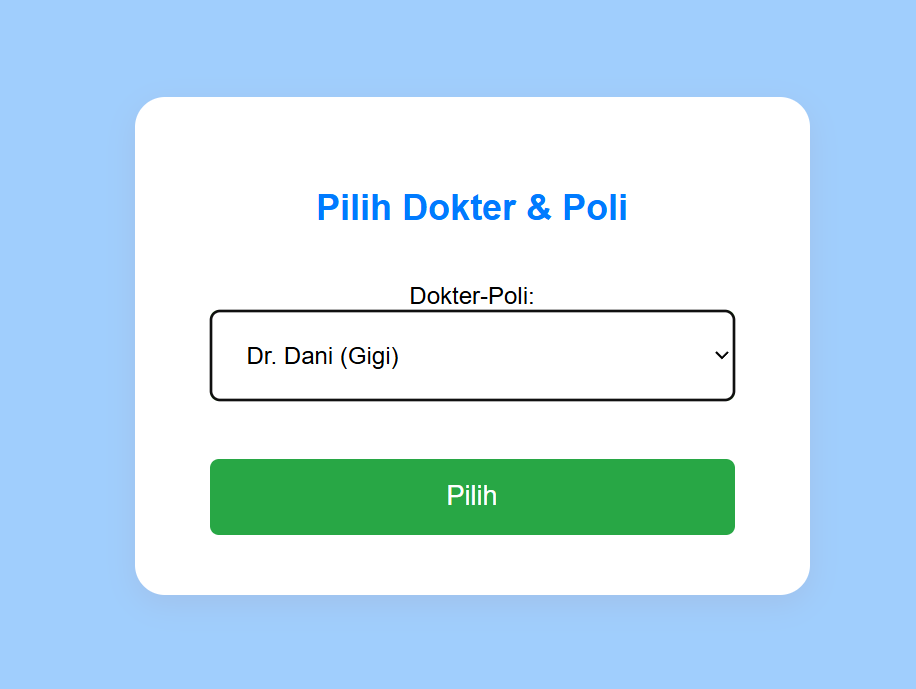 Pilih Dokter & Poli
Dokter-Poli:
Dr. Dani (Gigi)
Pilih